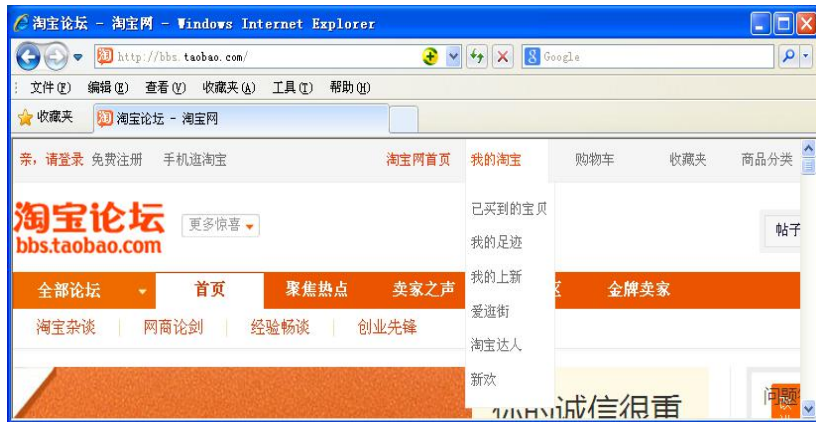 淘宝论坛 - 淘宝网 - Windows Internet Explorer
http://bbs.taobao.com/ Google
文件(F) 编辑(E) 查看(V) 收藏夹(A) 工具(T) 帮助(H)
收藏夹 淘宝论坛 - 淘宝网
亲，请登录 免费注册 手机逛淘宝 淘宝网首页 我的淘宝 购物车 收藏夹 商品分类
已买到的宝贝
淘宝论坛 更多惊喜
帖子
bbs.taobao.com
我的足迹
我的上新
全部论坛 首页 聚焦热点 卖家之声 区 金牌卖家
爱逛街
淘宝杂谈 网商论剑 经验畅谈 创业先锋
淘宝达人
新欢
你的诚信很重
问题